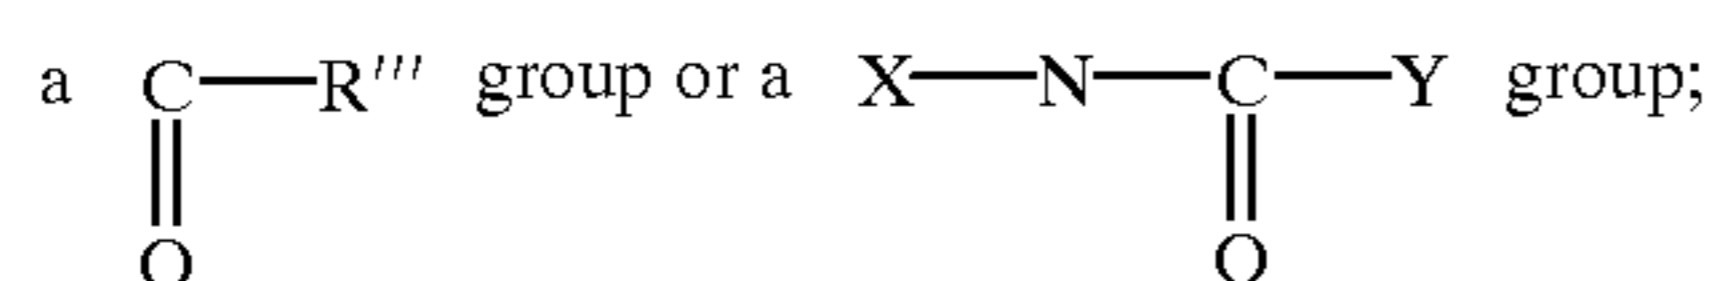 a C—R''' group or a X—N—C—Y group;
O O